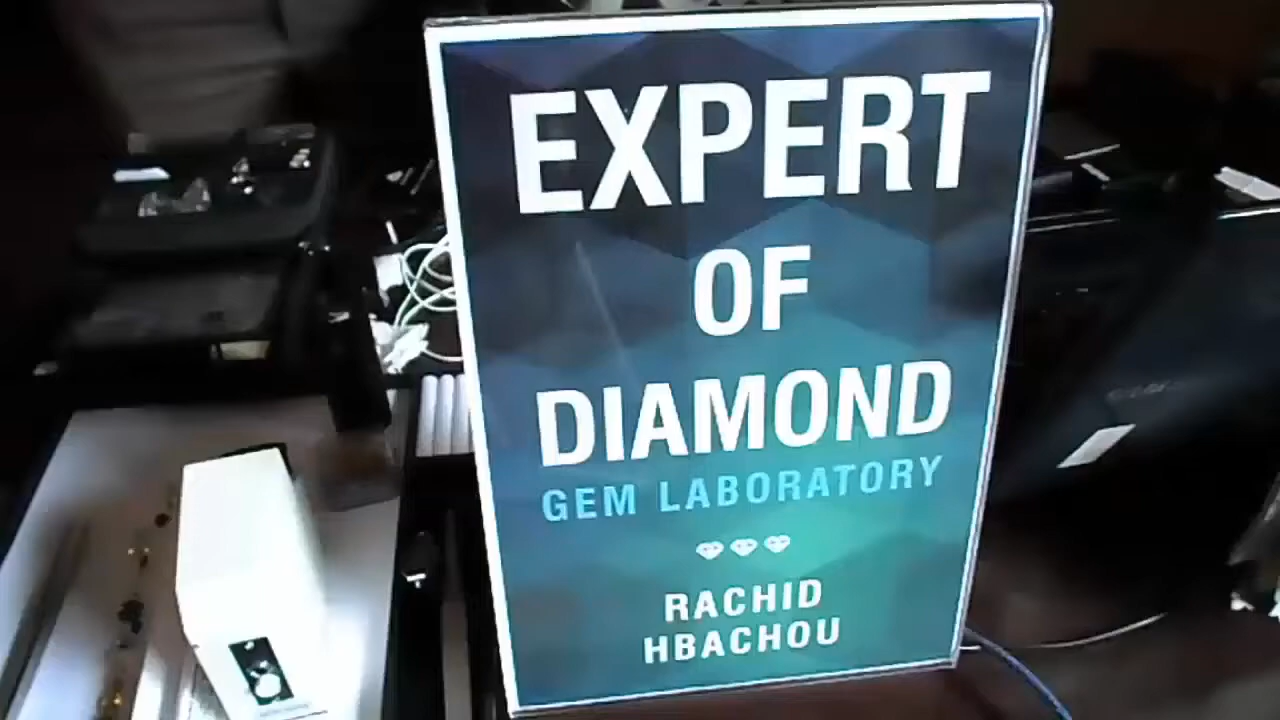 EXPERT
OF
DIAMOND
GEM LABORATORY
RACHID
HBACHOU